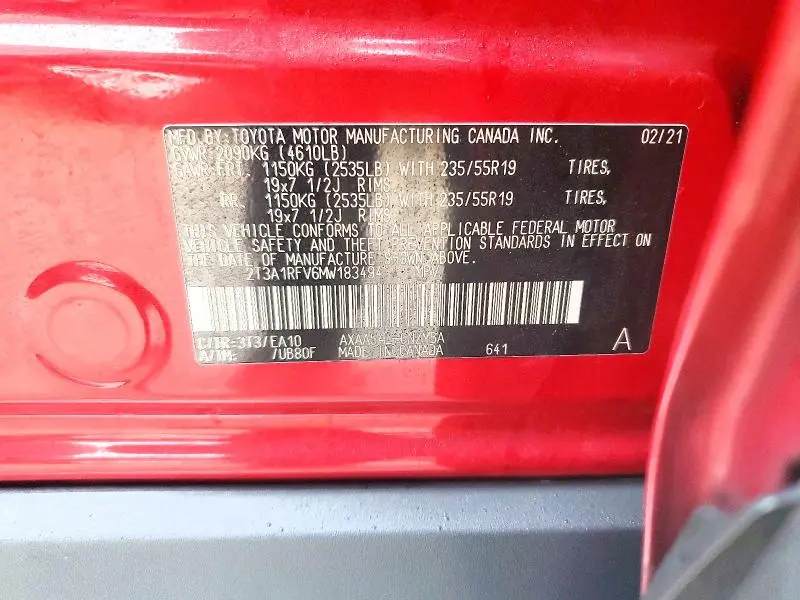 MFD. BY: TOYOTA MOTOR MANUFACTURING CANADA INC. 02/21
GVWR: 2090KG (4610LB)
GAWR-FRT. 1150KG (2535LB) WITH 235/55R19 TIRES,
19x7 1/2J RIMS.
RR. 1150KG (2535LB) WITH 235/55R19 TIRES,
19x7 1/2J RIMS.
THIS VEHICLE CONFORMS TO ALL APPLICABLE FEDERAL MOTOR
VEHICLE SAFETY AND THEFT PREVENTION STANDARDS IN EFFECT ON
THE DATE OF MANUFACTURE SHOWN ABOVE.
2T3A1RFV6MW183494 MPV
C/TR: 3T3/EA10
A/TM: /UB80F MADE IN CANADA 641 A